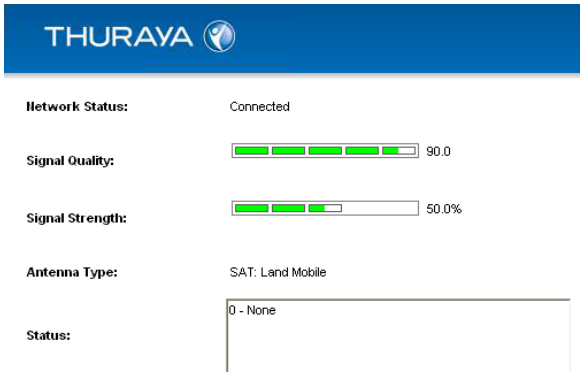 THURAYA
Network Status: Connected
Signal Quality: 90.0
Signal Strength: 50.0%
Antenna Type: SAT: Land Mobile
0 - None
Status: